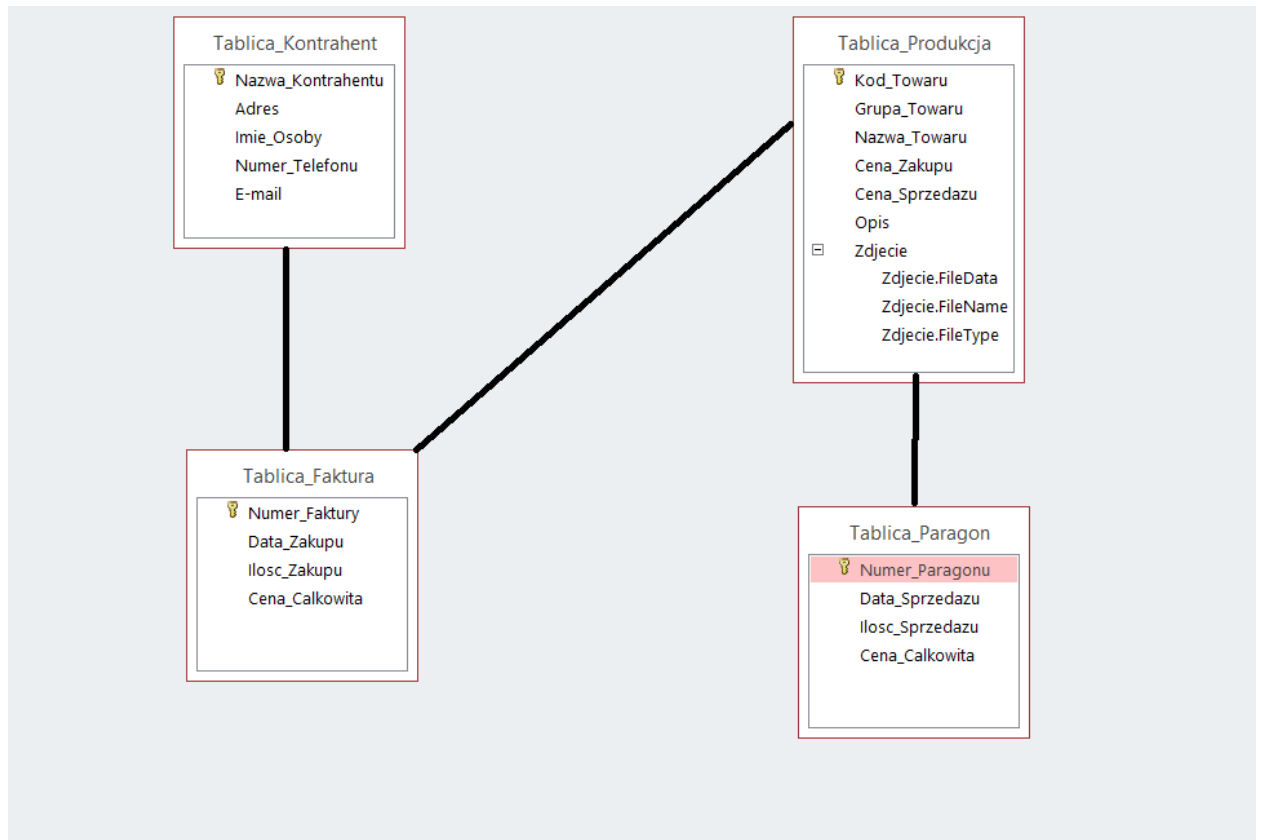 Tablica_Kontrahent
Nazwa_Kontrahentu
Adres
Imie_Osoby
Numer_Telefonu
E-mail
Tablica_Produkcja
Kod_Towaru
Grupa_Towaru
Nazwa_Towaru
Cena_Zakupu
Cena_Sprzedazu
Opis
Zdjecie
Zdjecie.FileData
Zdjecie.FileName
Zdjecie.FileType
Tablica_Faktura
Numer_Faktury
Data_Zakupu
Ilosc_Zakupu
Cena_Calkowita
Tablica_Paragon
Numer_Paragonu
Data_Sprzedazu
Ilosc_Sprzedazu
Cena_Calkowita